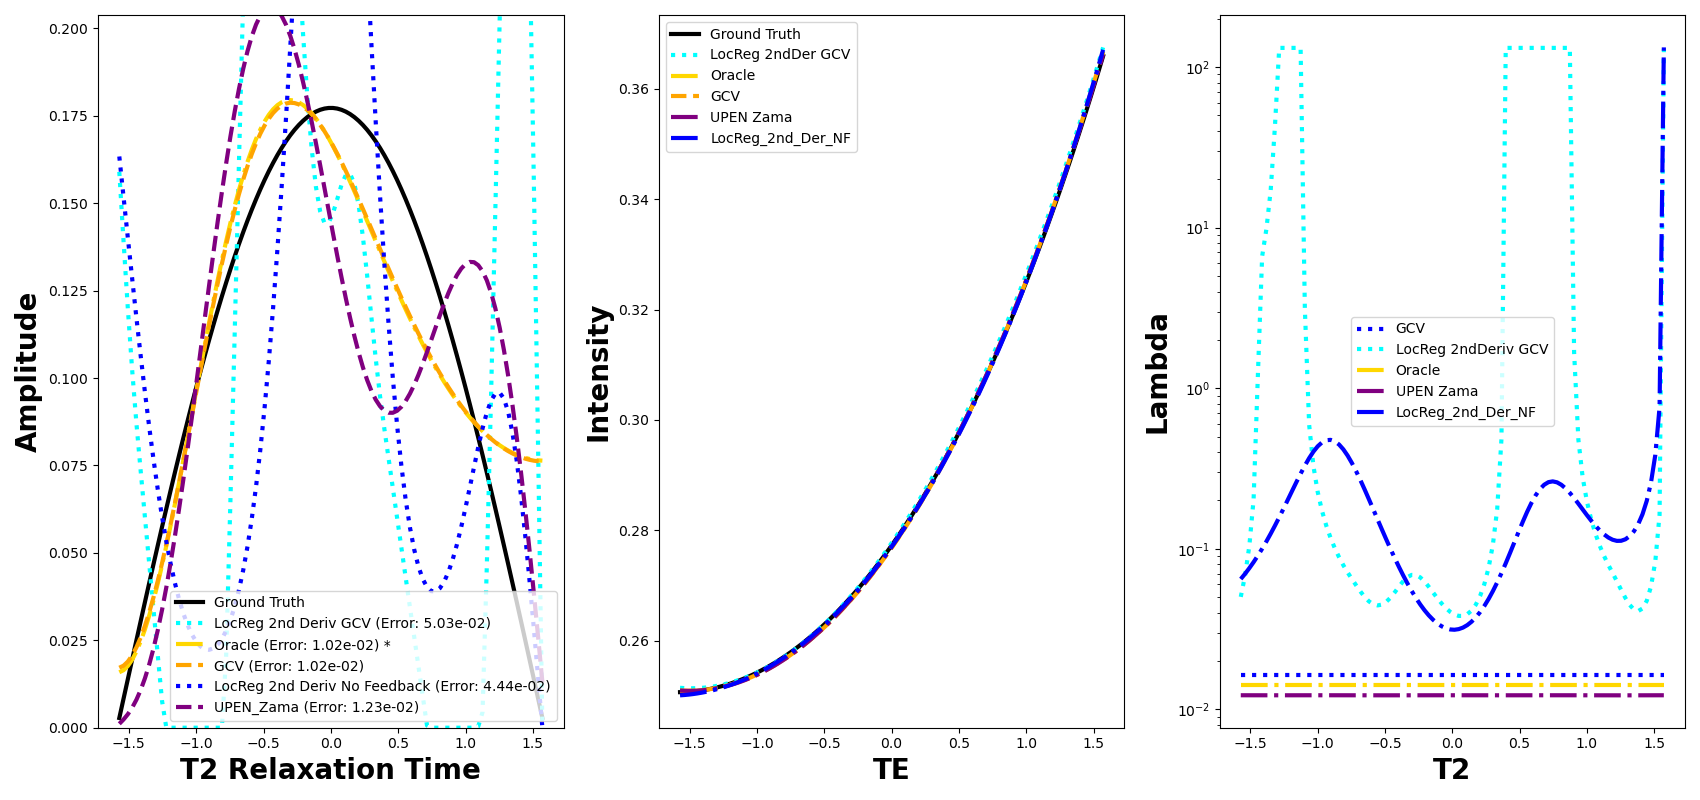 0.200
0.175
0.150
0.125
0.100
0.075
0.050
0.025
0.000
Amplitude
Ground Truth
LocReg 2nd Deriv GCV (Error: 5.03e-02)
Oracle (Error: 1.02e-02) *
GCV (Error: 1.02e-02)
LocReg 2nd Deriv No Feedback (Error: 4.44e-02)
UPEN_Zama (Error: 1.23e-02)
−1.5 −1.0 −0.5 0.0 0.5 1.0 1.5
T2 Relaxation Time
Ground Truth
LocReg 2ndDer GCV
Oracle
GCV
UPEN Zama
LocReg_2nd_Der_NF
0.36
0.34
0.32
0.30
0.28
0.26
Intensity
−1.5 −1.0 −0.5 0.0 0.5 1.0 1.5
TE
10²
10¹
10⁰
10⁻¹
10⁻²
Lambda
GCV
LocReg 2ndDeriv GCV
Oracle
UPEN Zama
LocReg_2nd_Der_NF
−1.5 −1.0 −0.5 0.0 0.5 1.0 1.5
T2